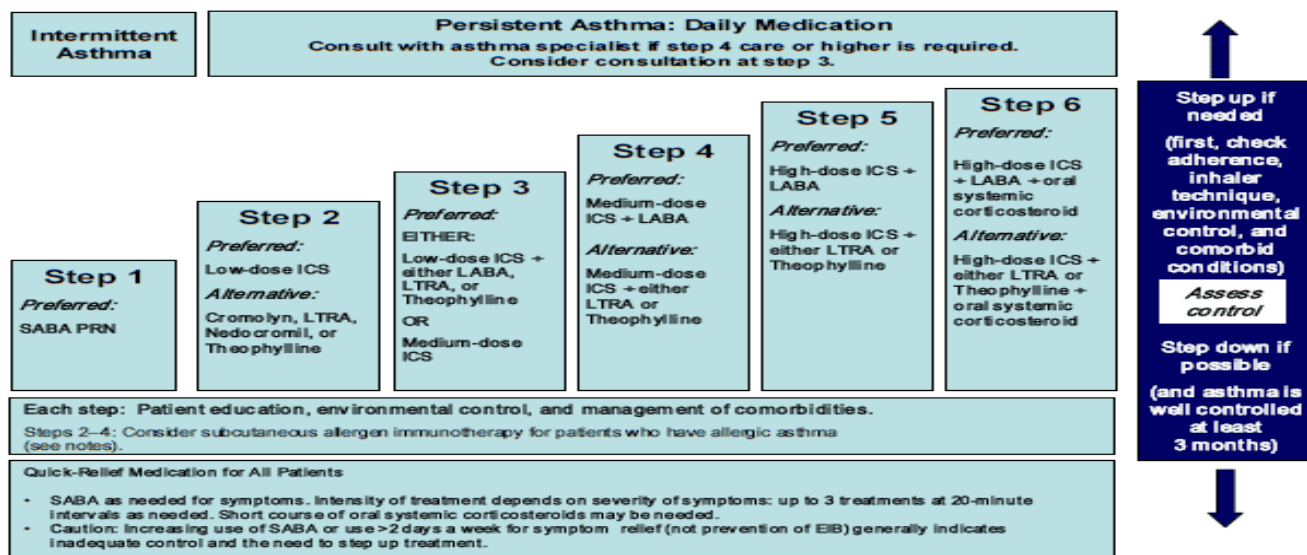 Intermittent
Asthma
Persistent Asthma: Daily Medication
Consult with asthma specialist if step 4 care or higher is required.
Consider consultation at step 3.
Step 1
Preferred:
SABA PRN
Step 2
Preferred:
Low-dose ICS
Alternative:
Cromolyn, LTRA,
Nedocromil, or
Theophylline
Step 3
Preferred:
EITHER:
Low-dose ICS +
either LABA,
LTRA, or
Theophylline
OR
Medium-dose
ICS
Step 4
Preferred:
Medium-dose
ICS + LABA
Alternative:
Medium-dose
ICS + either
LTRA or
Theophylline
Step 5
Preferred:
High-dose ICS +
LABA
Alternative:
High-dose ICS +
either LTRA or
Theophylline
Step 6
Preferred:
High-dose ICS
+ LABA + oral
systemic
corticosteroid
Alternative:
High-dose ICS +
either LTRA or
Theophylline +
oral systemic
corticosteroid
Step up if
needed
(first, check
adherence,
inhaler
technique,
environmental
control, and
comorbid
conditions)
Assess
control
Step down if
possible
(and asthma is
well controlled
at least
3 months)
Each step: Patient education, environmental control, and management of comorbidities.
Steps 2–4: Consider subcutaneous allergen immunotherapy for patients who have allergic asthma
(see notes).
Quick-Relief Medication for All Patients
• SABA as needed for symptoms. Intensity of treatment depends on severity of symptoms: up to 3 treatments at 20-minute
intervals as needed. Short course of oral systemic corticosteroids may be needed.
• Caution: Increasing use of SABA or use >2 days a week for symptom relief (not prevention of EIB) generally indicates
inadequate control and the need to step up treatment.